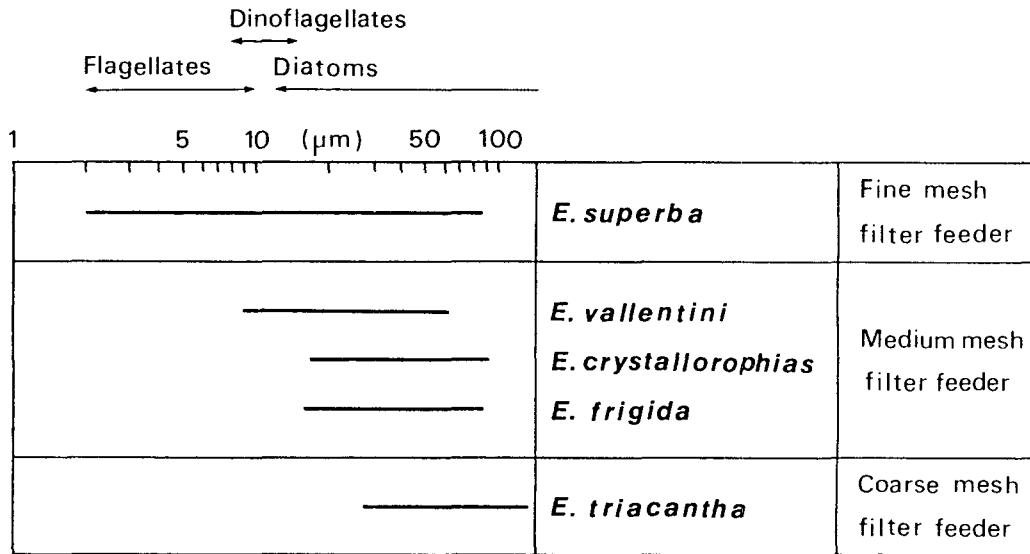 Dinoflagellates
Flagellates Diatoms
1 5 10 (μm) 50 100
E. superba
Fine mesh
filter feeder
E. vallentini
E. crystallorophias
E. frigida
Medium mesh
filter feeder
E. triacantha
Coarse mesh
filter feeder